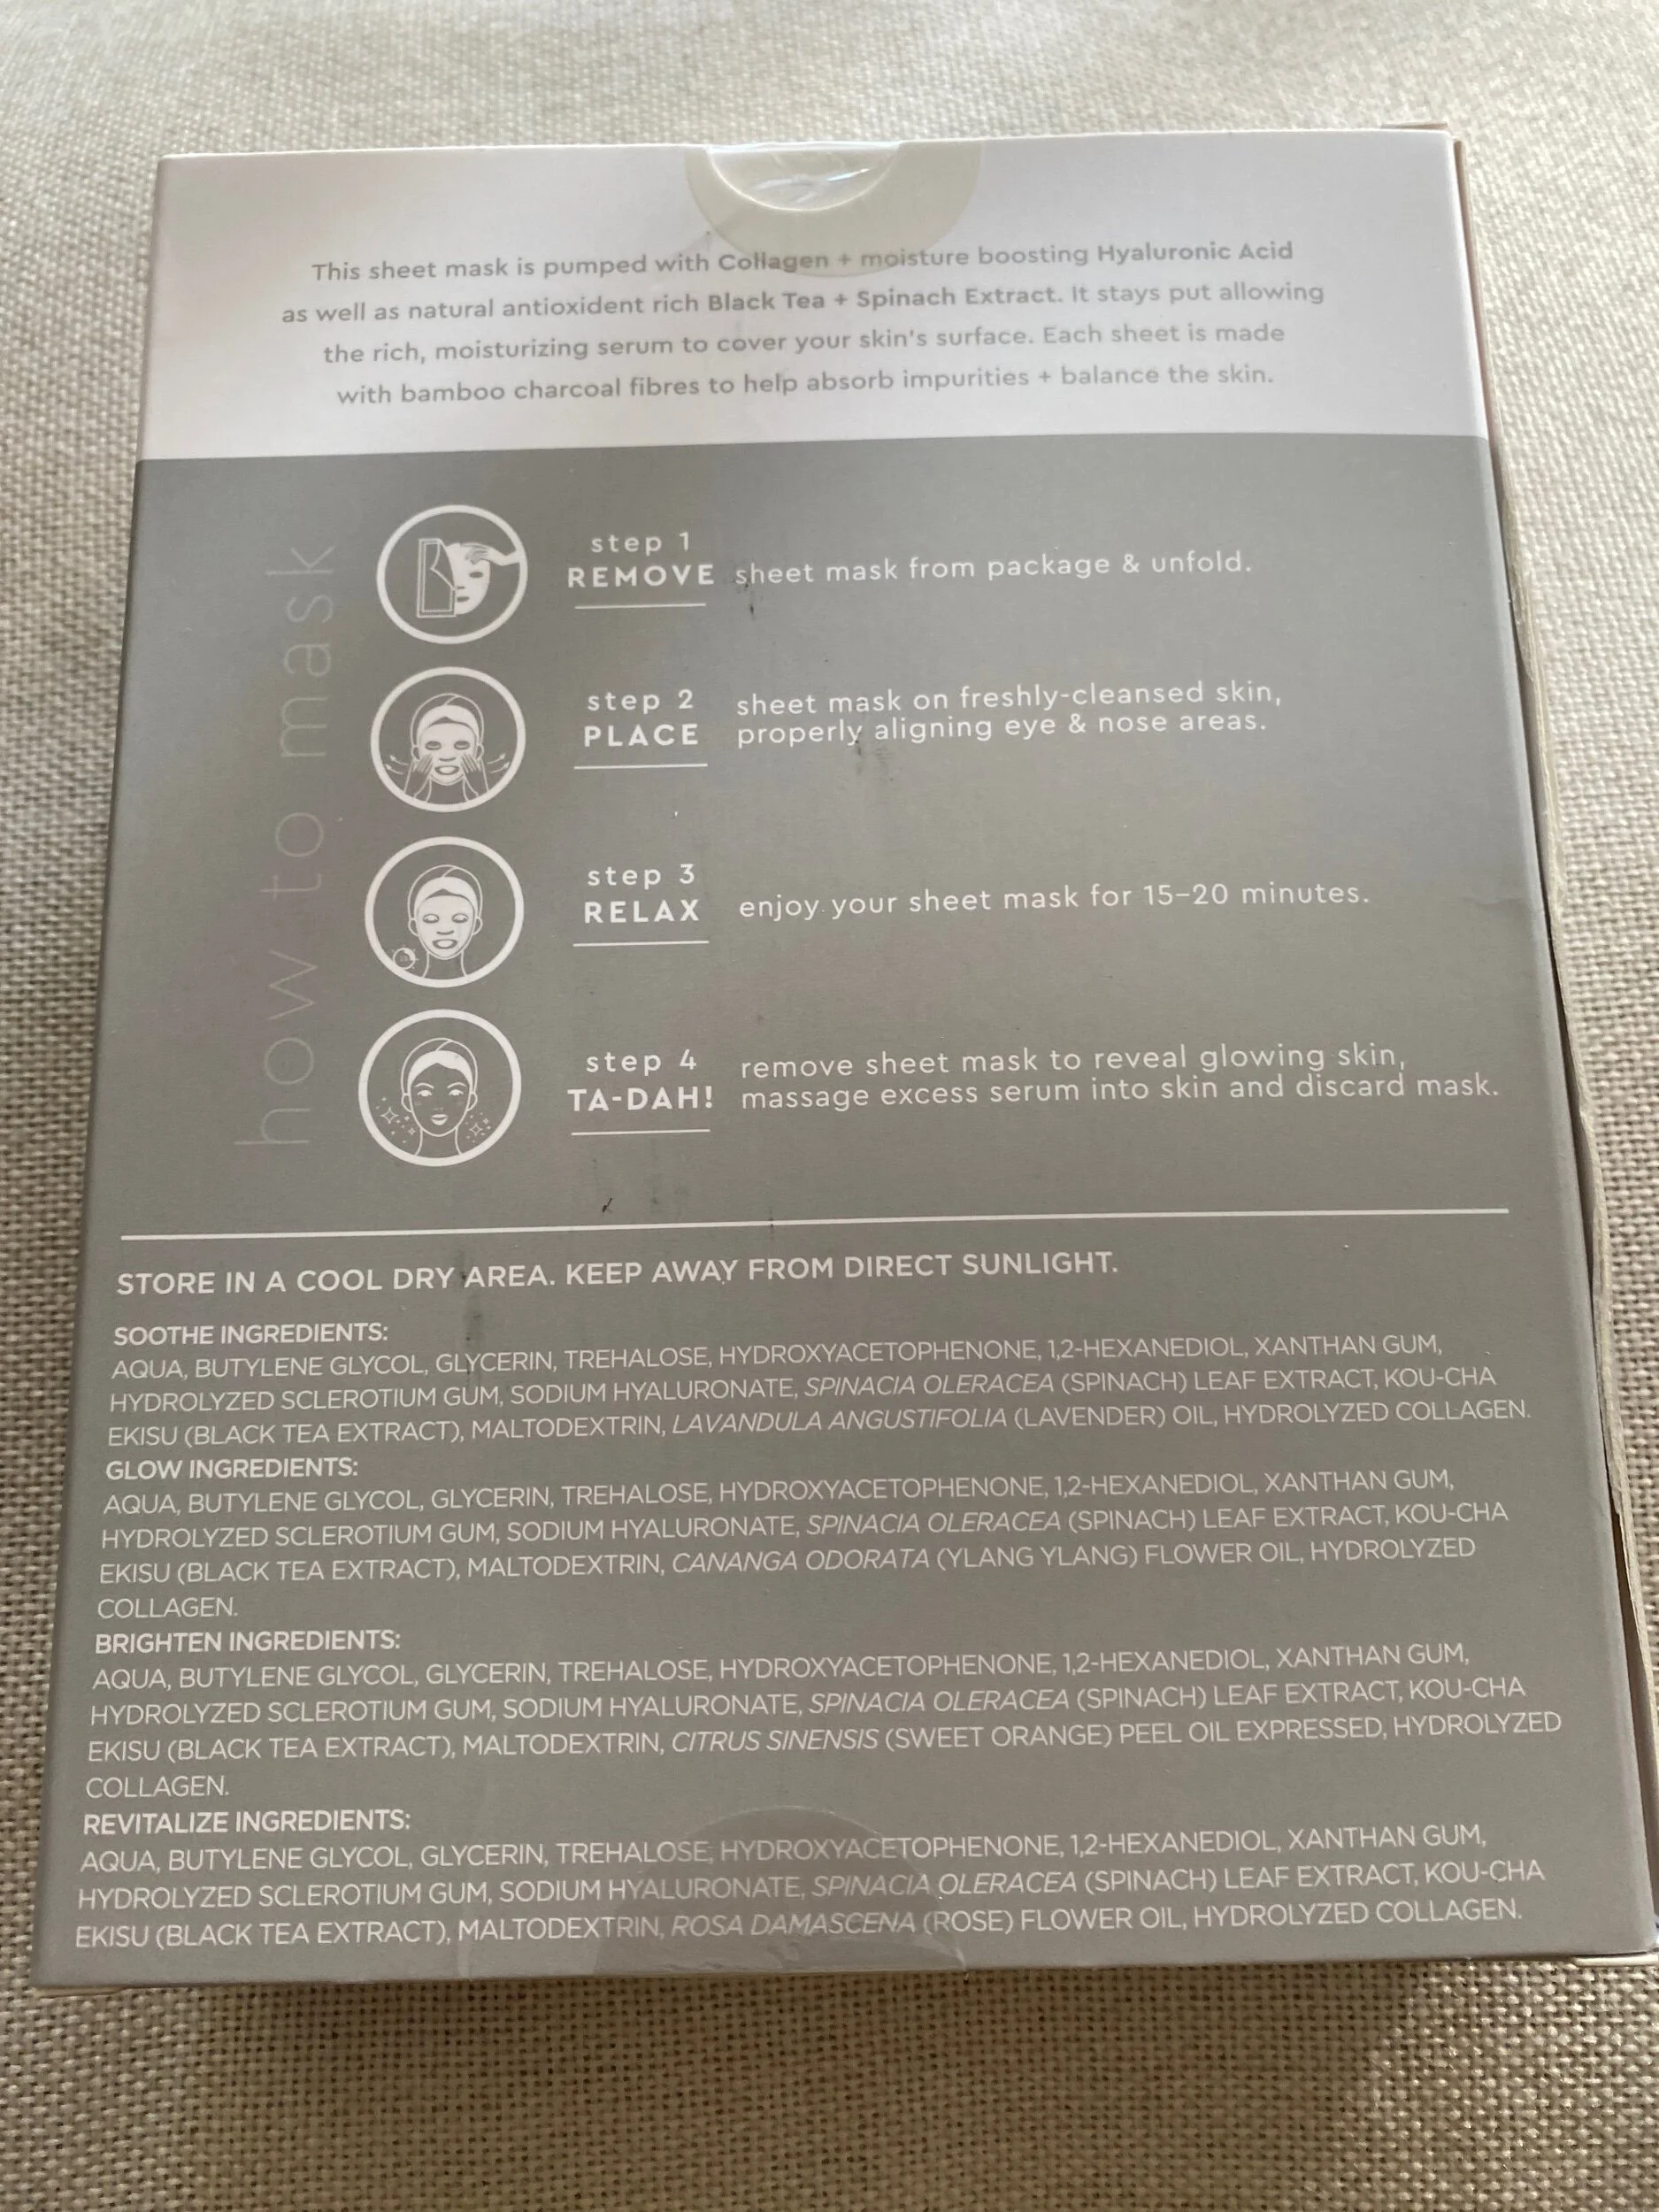 This sheet mask is pumped with Collagen + moisture boosting Hyaluronic Acid
as well as natural antioxident rich Black Tea + Spinach Extract. It stays put allowing
the rich, moisturizing serum to cover your skin's surface. Each sheet is made
with bamboo charcoal fibres to help absorb impurities + balance the skin.
how to mask
step 1
REMOVE sheet mask from package & unfold.
step 2 sheet mask on freshly-cleansed skin,
PLACE properly aligning eye & nose areas.
step 3
RELAX enjoy your sheet mask for 15–20 minutes.
step 4 remove sheet mask to reveal glowing skin,
TA-DAH! massage excess serum into skin and discard mask.
STORE IN A COOL DRY AREA. KEEP AWAY FROM DIRECT SUNLIGHT.
SOOTHE INGREDIENTS:
AQUA, BUTYLENE GLYCOL, GLYCERIN, TREHALOSE, HYDROXYACETOPHENONE, 1,2-HEXANEDIOL, XANTHAN GUM,
HYDROLYZED SCLEROTIUM GUM, SODIUM HYALURONATE, SPINACIA OLERACEA (SPINACH) LEAF EXTRACT, KOU-CHA
EKISU (BLACK TEA EXTRACT), MALTODEXTRIN, LAVANDULA ANGUSTIFOLIA (LAVENDER) OIL, HYDROLYZED COLLAGEN.
GLOW INGREDIENTS:
AQUA, BUTYLENE GLYCOL, GLYCERIN, TREHALOSE, HYDROXYACETOPHENONE, 1,2-HEXANEDIOL, XANTHAN GUM,
HYDROLYZED SCLEROTIUM GUM, SODIUM HYALURONATE, SPINACIA OLERACEA (SPINACH) LEAF EXTRACT, KOU-CHA
EKISU (BLACK TEA EXTRACT), MALTODEXTRIN, CANANGA ODORATA (YLANG YLANG) FLOWER OIL, HYDROLYZED
COLLAGEN.
BRIGHTEN INGREDIENTS:
AQUA, BUTYLENE GLYCOL, GLYCERIN, TREHALOSE, HYDROXYACETOPHENONE, 1,2-HEXANEDIOL, XANTHAN GUM,
HYDROLYZED SCLEROTIUM GUM, SODIUM HYALURONATE, SPINACIA OLERACEA (SPINACH) LEAF EXTRACT, KOU-CHA
EKISU (BLACK TEA EXTRACT), MALTODEXTRIN, CITRUS SINENSIS (SWEET ORANGE) PEEL OIL EXPRESSED, HYDROLYZED
COLLAGEN.
REVITALIZE INGREDIENTS:
AQUA, BUTYLENE GLYCOL, GLYCERIN, TREHALOSE, HYDROXYACETOPHENONE, 1,2-HEXANEDIOL, XANTHAN GUM,
HYDROLYZED SCLEROTIUM GUM, SODIUM HYALURONATE, SPINACIA OLERACEA (SPINACH) LEAF EXTRACT, KOU-CHA
EKISU (BLACK TEA EXTRACT), MALTODEXTRIN, ROSA DAMASCENA (ROSE) FLOWER OIL, HYDROLYZED COLLAGEN.